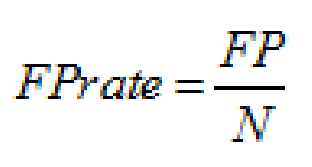 FPrate = FP/N